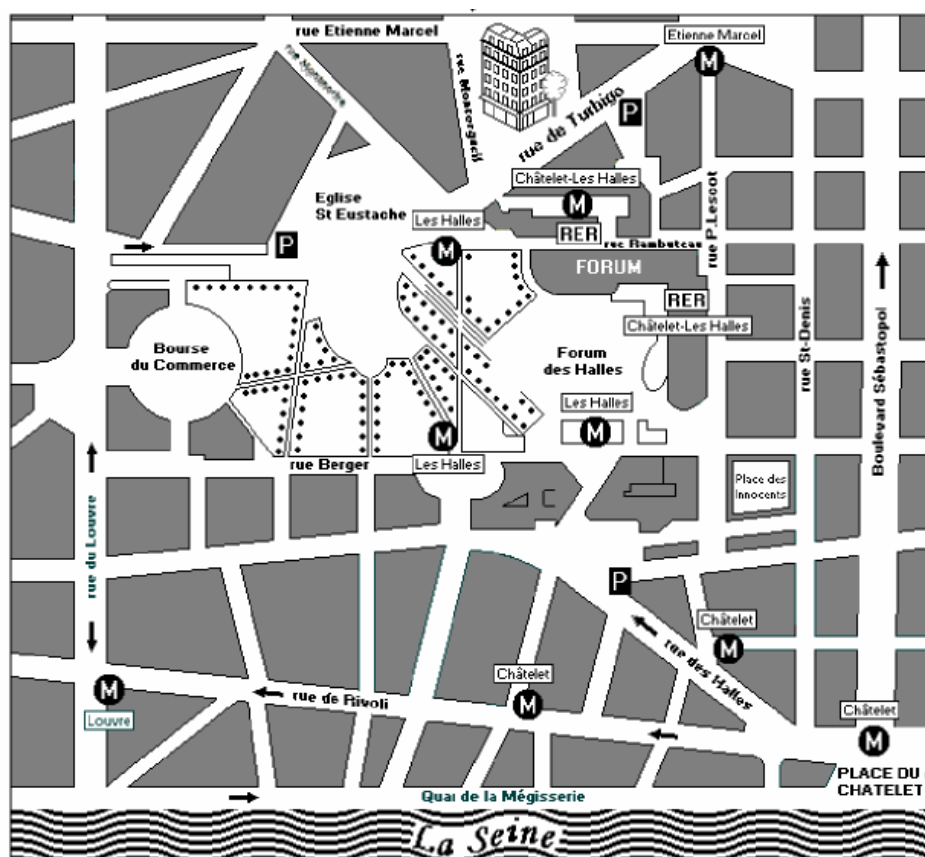 rue Etienne Marcel
Etienne Marcel
M
rue Montmartre
rue Montorgueil
rue de Turbigo
P
Châtelet-Les Halles
M
RER
Eglise
St Eustache
Les Halles
M
P
rue Rambuteau
rue P.Lescot
FORUM
RER
Châtelet-Les Halles
Bourse
du Commerce
Forum
des Halles
rue St-Denis
Boulevard Sébastopol
Les Halles
M
M
Les Halles
rue Berger
Place des
Innocents
rue du Louvre
P
Châtelet
M
rue des Halles
Châtelet
M
rue de Rivoli
M
Louvre
Châtelet
M
PLACE DU
CHATELET
Quai de la Mégisserie
La Seine